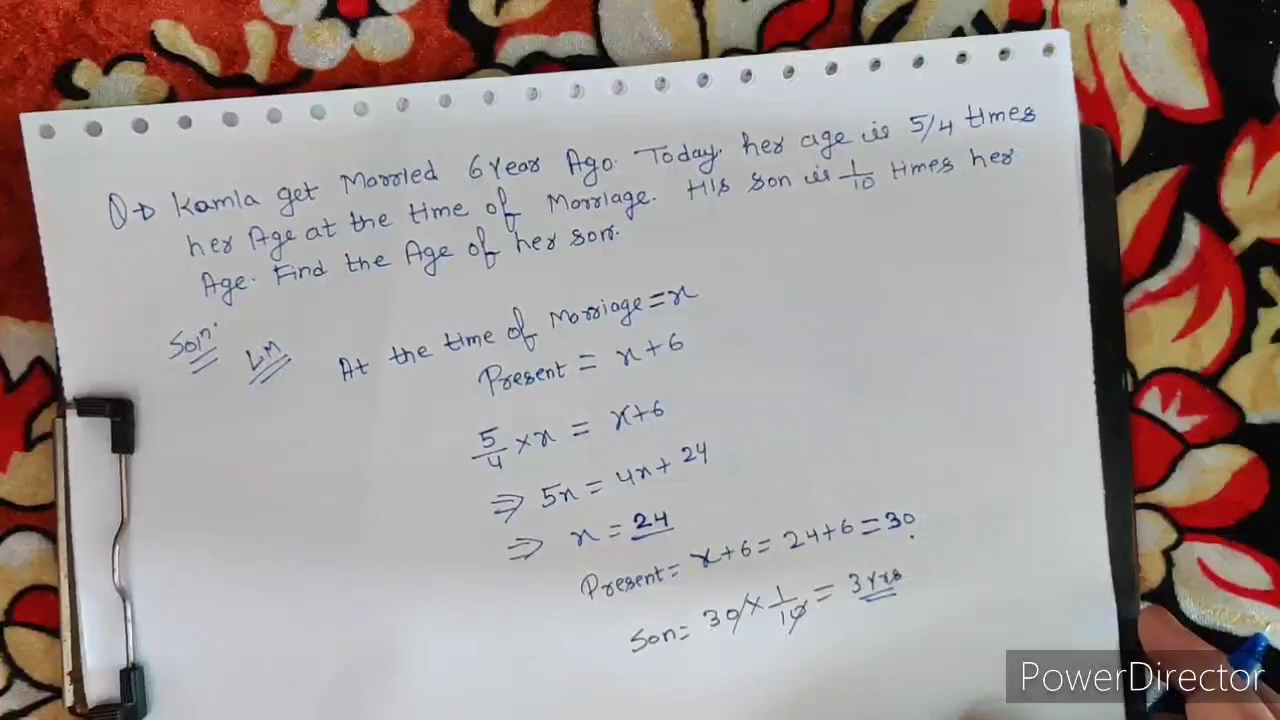 Q→ Kamla get Married 6 Year Ago. Today her age is 5/4 times
her Age at the time of Marriage. His son is 1/10 times her
Age. Find the Age of her son.
Solⁿ. Let At the time of Marriage = x
Present = x+6
5/4 × x = x+6
⇒ 5x = 4x + 24
⇒ x = 24
Present = x+6 = 24+6 = 30.
Son = 30 × 1/10 = 3 yrs
PowerDirector